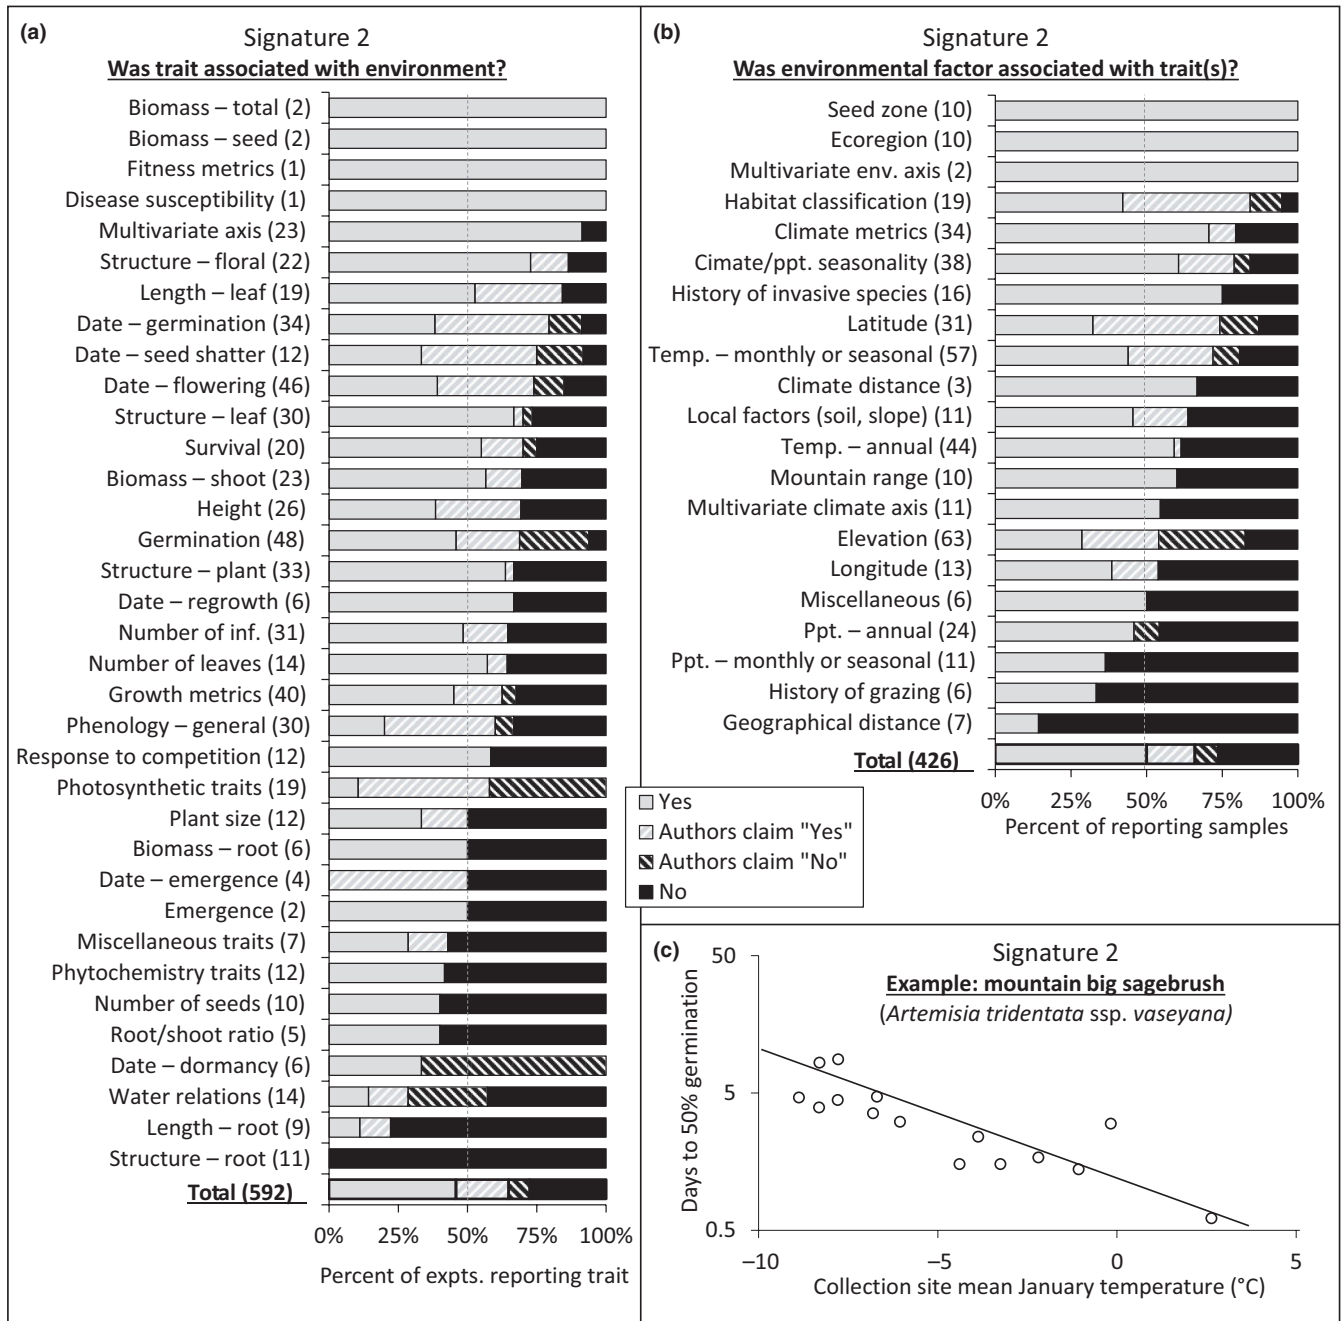 (a)
Signature 2
Was trait associated with environment?
Biomass – total (2)
Biomass – seed (2)
Fitness metrics (1)
Disease susceptibility (1)
Multivariate axis (23)
Structure – floral (22)
Length – leaf (19)
Date – germination (34)
Date – seed shatter (12)
Date – flowering (46)
Structure – leaf (30)
Survival (20)
Biomass – shoot (23)
Height (26)
Germination (48)
Structure – plant (33)
Date – regrowth (6)
Number of inf. (31)
Number of leaves (14)
Growth metrics (40)
Phenology – general (30)
Response to competition (12)
Photosynthetic traits (19)
Plant size (12)
Biomass – root (6)
Date – emergence (4)
Emergence (2)
Miscellaneous traits (7)
Phytochemistry traits (12)
Number of seeds (10)
Root/shoot ratio (5)
Date – dormancy (6)
Water relations (14)
Length – root (9)
Structure – root (11)
Total (592)
0% 25% 50% 75% 100%
Percent of expts. reporting trait
(b)
Signature 2
Was environmental factor associated with trait(s)?
Seed zone (10)
Ecoregion (10)
Multivariate env. axis (2)
Habitat classification (19)
Climate metrics (34)
Cimate/ppt. seasonality (38)
History of invasive species (16)
Latitude (31)
Temp. – monthly or seasonal (57)
Climate distance (3)
Local factors (soil, slope) (11)
Temp. – annual (44)
Mountain range (10)
Multivariate climate axis (11)
Elevation (63)
Longitude (13)
Miscellaneous (6)
Ppt. – annual (24)
Ppt. – monthly or seasonal (11)
History of grazing (6)
Geographical distance (7)
Total (426)
0% 25% 50% 75% 100%
Percent of reporting samples
Yes
Authors claim "Yes"
Authors claim "No"
No
(c)
Signature 2
Example: mountain big sagebrush
(Artemisia tridentata ssp. vaseyana)
Days to 50% germination
50
5
0.5
–10 –5 0 5
Collection site mean January temperature (°C)